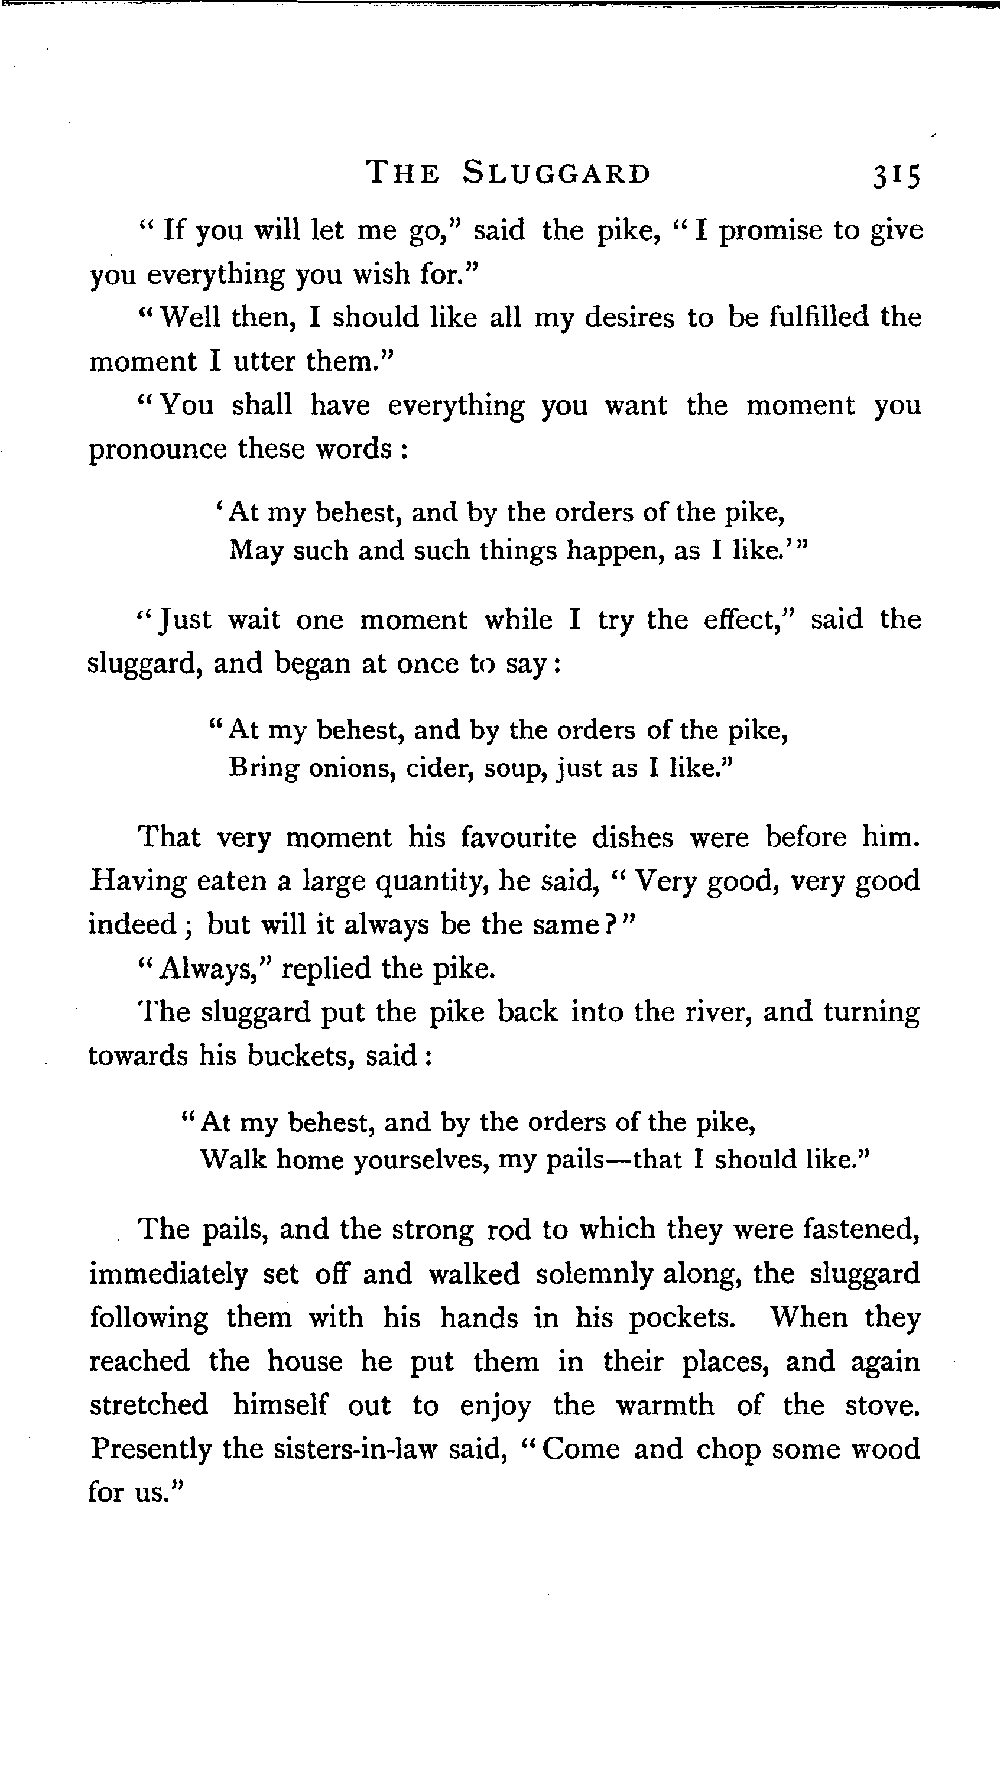 THE SLUGGARD 315
" If you will let me go," said the pike, " I promise to give
you everything you wish for."
" Well then, I should like all my desires to be fulfilled the
moment I utter them."
" You shall have everything you want the moment you
pronounce these words :
' At my behest, and by the orders of the pike,
May such and such things happen, as I like.' "
" Just wait one moment while I try the effect," said the
sluggard, and began at once to say :
" At my behest, and by the orders of the pike,
Bring onions, cider, soup, just as I like."
That very moment his favourite dishes were before him.
Having eaten a large quantity, he said, " Very good, very good
indeed ; but will it always be the same ? "
" Always," replied the pike.
The sluggard put the pike back into the river, and turning
towards his buckets, said :
" At my behest, and by the orders of the pike,
Walk home yourselves, my pails—that I should like."
The pails, and the strong rod to which they were fastened,
immediately set off and walked solemnly along, the sluggard
following them with his hands in his pockets. When they
reached the house he put them in their places, and again
stretched himself out to enjoy the warmth of the stove.
Presently the sisters-in-law said, " Come and chop some wood
for us."